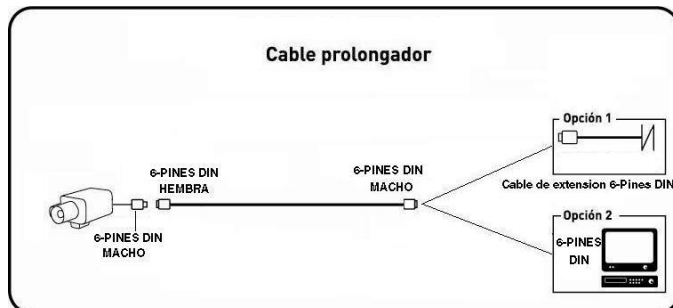 Cable prolongador
Opción 1
6-PINES DIN
HEMBRA
6-PINES DIN
MACHO
Cable de extension 6-Pines DIN
6-PINES DIN
MACHO
Opción 2
6-PINES
DIN